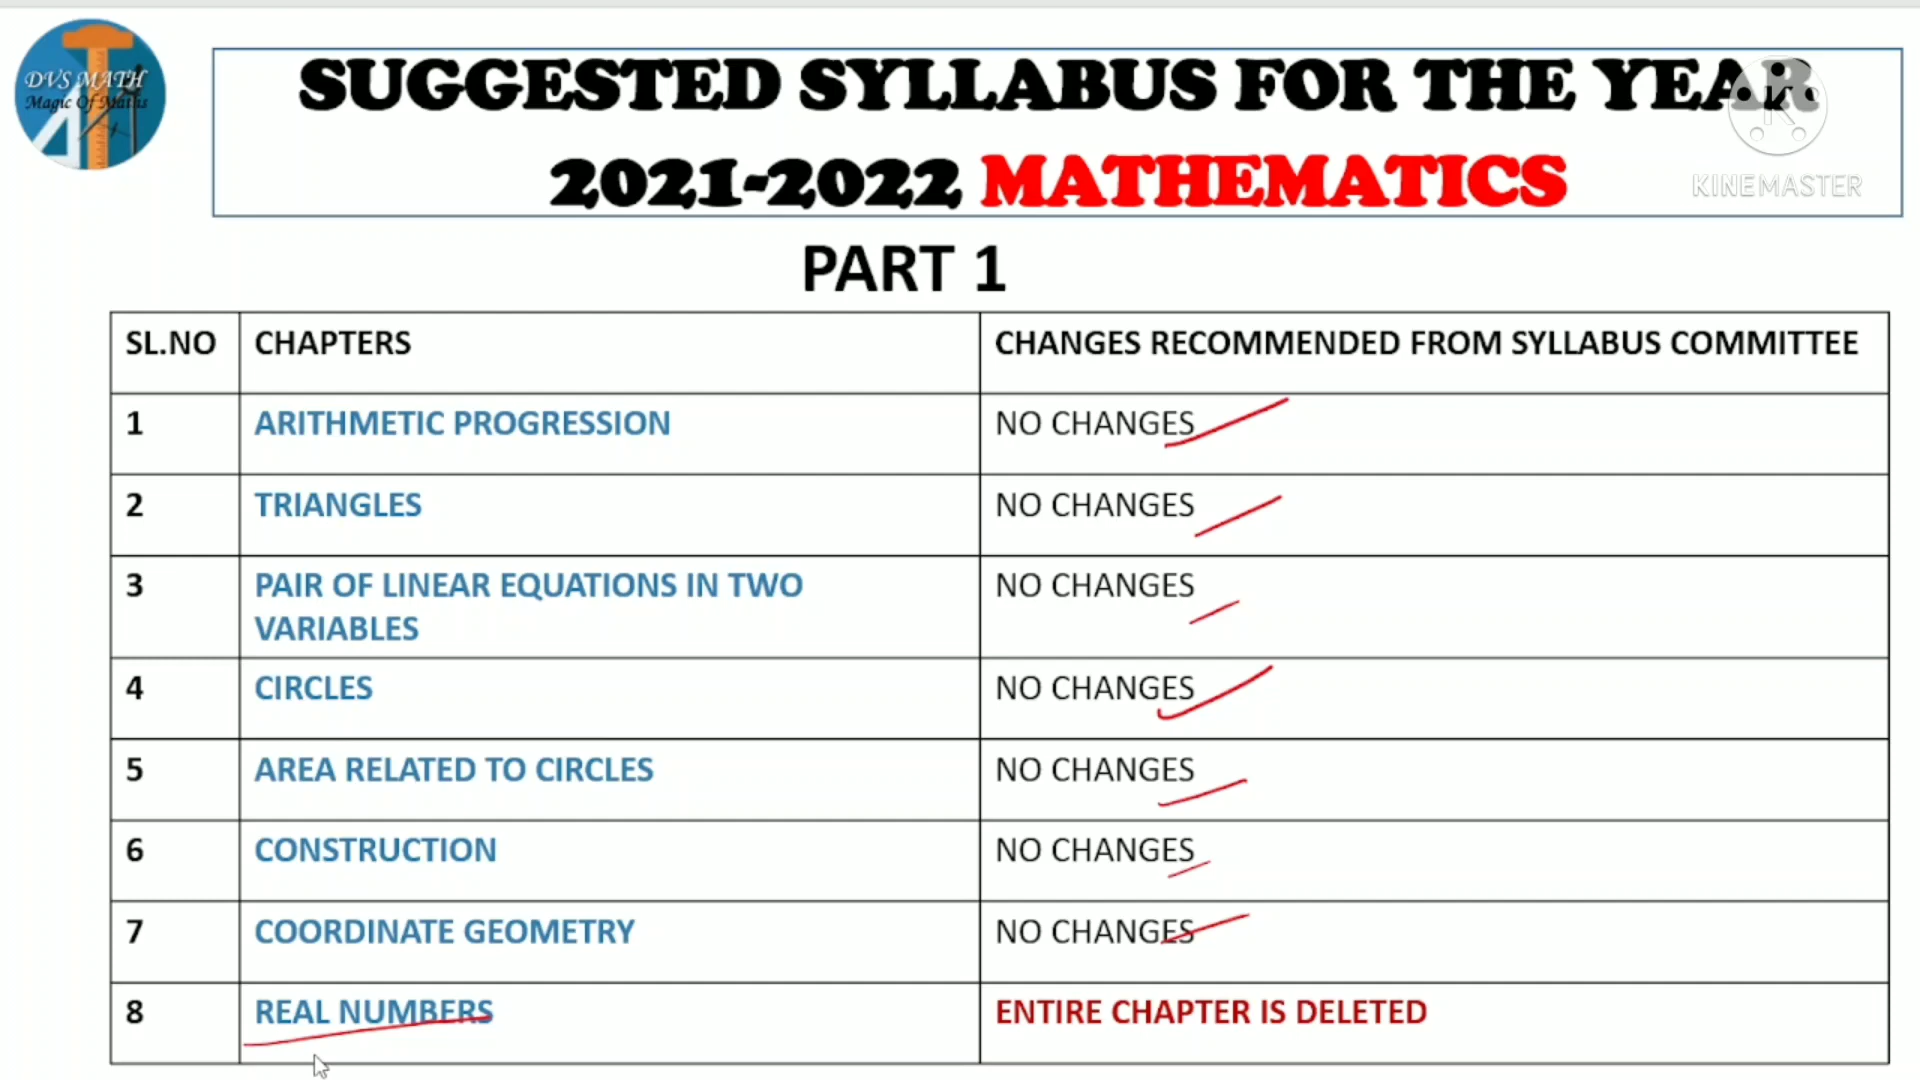 DVS MATH
Magic Of Maths
SUGGESTED SYLLABUS FOR THE YEAR
2021-2022 MATHEMATICS
KINEMASTER
PART 1
SL.NO CHAPTERS CHANGES RECOMMENDED FROM SYLLABUS COMMITTEE
1 ARITHMETIC PROGRESSION NO CHANGES
2 TRIANGLES NO CHANGES
3 PAIR OF LINEAR EQUATIONS IN TWO NO CHANGES
VARIABLES
4 CIRCLES NO CHANGES
5 AREA RELATED TO CIRCLES NO CHANGES
6 CONSTRUCTION NO CHANGES
7 COORDINATE GEOMETRY NO CHANGES
8 REAL NUMBERS ENTIRE CHAPTER IS DELETED